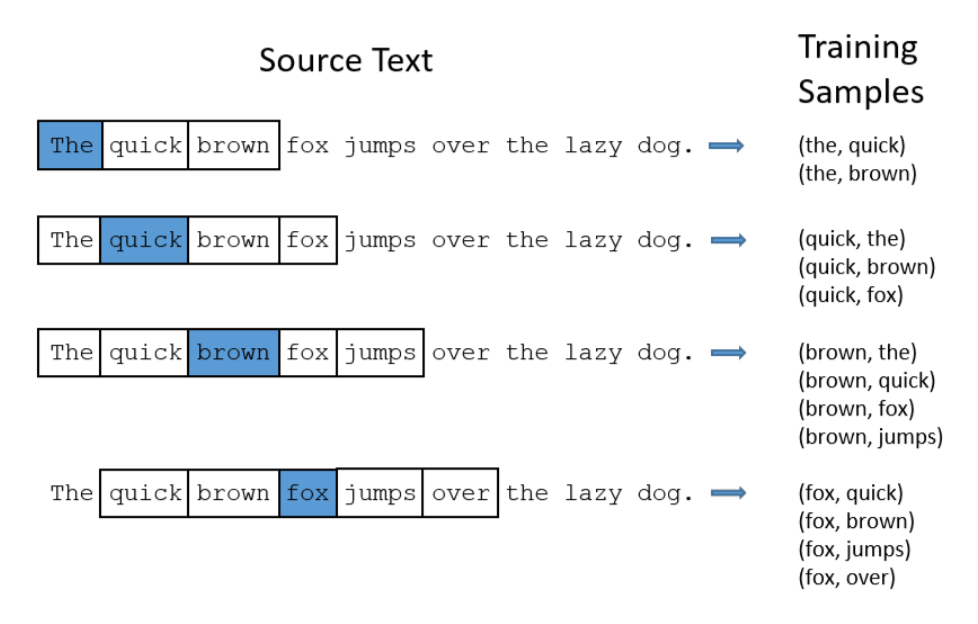 Source Text
Training
Samples
The quick brown fox jumps over the lazy dog.
(the, quick)
(the, brown)
The quick brown fox jumps over the lazy dog.
(quick, the)
(quick, brown)
(quick, fox)
The quick brown fox jumps over the lazy dog.
(brown, the)
(brown, quick)
(brown, fox)
(brown, jumps)
The quick brown fox jumps over the lazy dog.
(fox, quick)
(fox, brown)
(fox, jumps)
(fox, over)